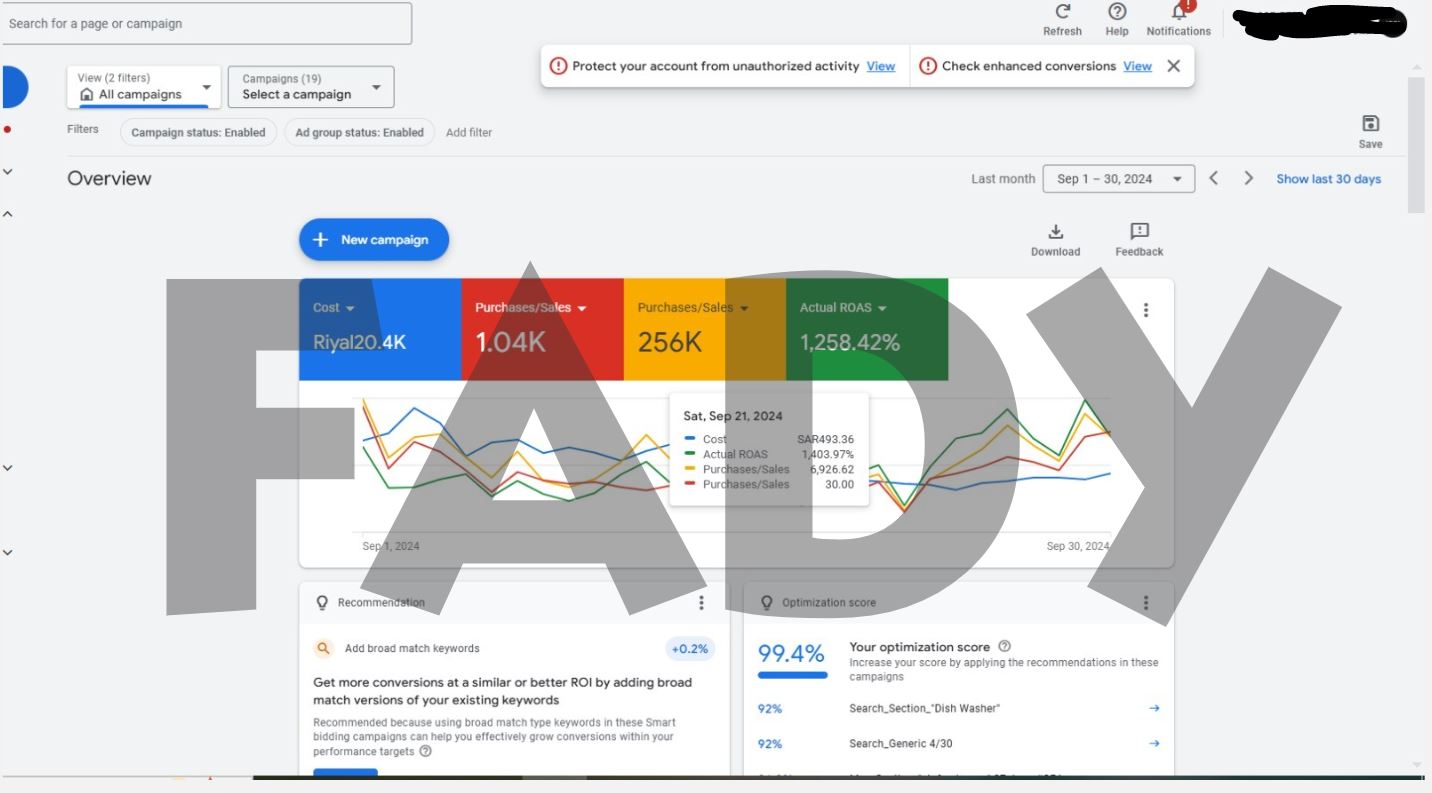 Search for a page or campaign
Refresh
Help
Notifications
Protect your account from unauthorized activity View
Check enhanced conversions View
View (2 filters)
All campaigns
Campaigns (19)
Select a campaign
Filters
Campaign status: Enabled
Ad group status: Enabled
Add filter
Save
Overview
Last month
Sep 1 – 30, 2024
Show last 30 days
New campaign
Download
Feedback
Cost
Riyal20.4K
Purchases/Sales
1.04K
Purchases/Sales
256K
Actual ROAS
1,258.42%
Sat, Sep 21, 2024
Cost SAR493.36
Actual ROAS 1,403.97%
Purchases/Sales 6,926.62
Purchases/Sales 30.00
Sep 1, 2024
Sep 30, 2024
FADY
Recommendation
Add broad match keywords
+0.2%
Get more conversions at a similar or better ROI by adding broad
match versions of your existing keywords
Recommended because using broad match type keywords in these Smart
bidding campaigns can help you effectively grow conversions within your
performance targets
Optimization score
99.4%
Your optimization score
Increase your score by applying the recommendations in these
campaigns
92% Search_Section_"Dish Washer"
92% Search_Generic 4/30